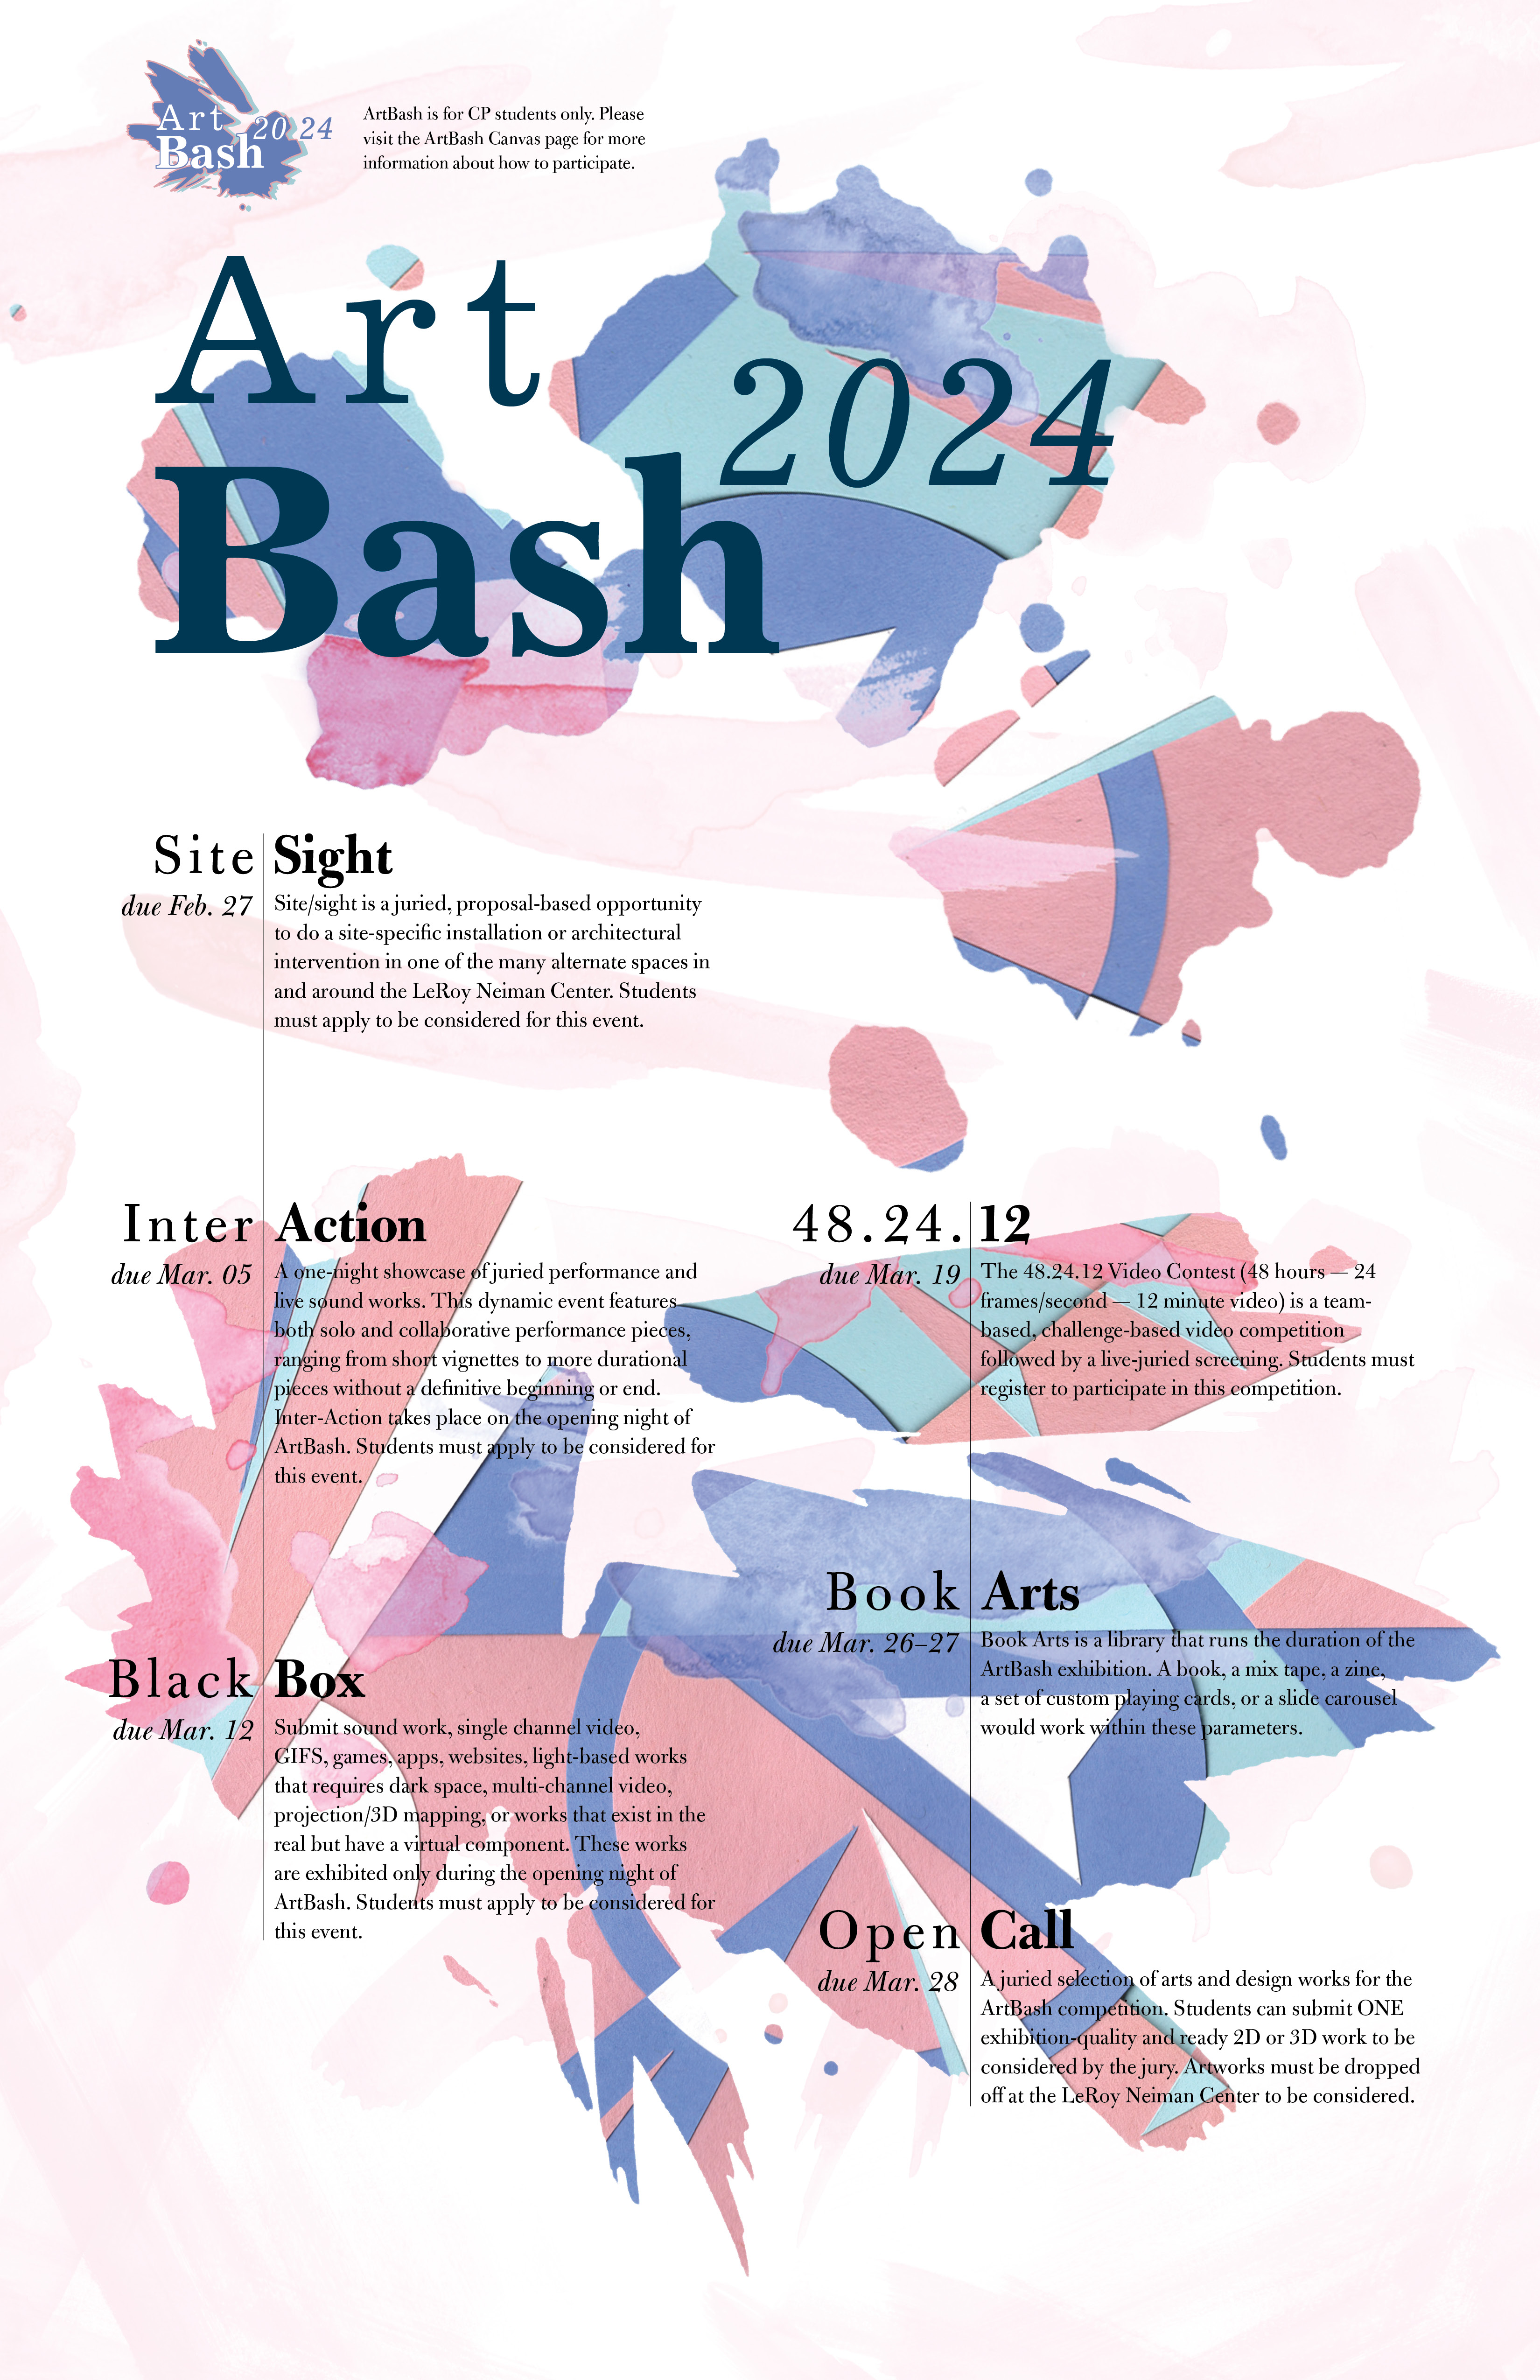 Art
Bash 2024
ArtBash is for CP students only. Please
visit the ArtBash Canvas page for more
information about how to participate.
Art
2024
Bash
Site Sight
due Feb. 27
Site/sight is a juried, proposal-based opportunity
to do a site-specific installation or architectural
intervention in one of the many alternate spaces in
and around the LeRoy Neiman Center. Students
must apply to be considered for this event.
Inter Action
due Mar. 05
A one-night showcase of juried performance and
live sound works. This dynamic event features
both solo and collaborative performance pieces,
ranging from short vignettes to more durational
pieces without a definitive beginning or end.
Inter-Action takes place on the opening night of
ArtBash. Students must apply to be considered for
this event.
Black Box
due Mar. 12
Submit sound work, single channel video,
GIFS, games, apps, websites, light-based works
that requires dark space, multi-channel video,
projection/3D mapping, or works that exist in the
real but have a virtual component. These works
are exhibited only during the opening night of
ArtBash. Students must apply to be considered for
this event.
48.24.12
due Mar. 19
The 48.24.12 Video Contest (48 hours — 24
frames/second — 12 minute video) is a team-
based, challenge-based video competition
followed by a live-juried screening. Students must
register to participate in this competition.
Book Arts
due Mar. 26–27
Book Arts is a library that runs the duration of the
ArtBash exhibition. A book, a mix tape, a zine,
a set of custom playing cards, or a slide carousel
would work within these parameters.
Open Call
due Mar. 28
A juried selection of arts and design works for the
ArtBash competition. Students can submit ONE
exhibition-quality and ready 2D or 3D work to be
considered by the jury. Artworks must be dropped
off at the LeRoy Neiman Center to be considered.